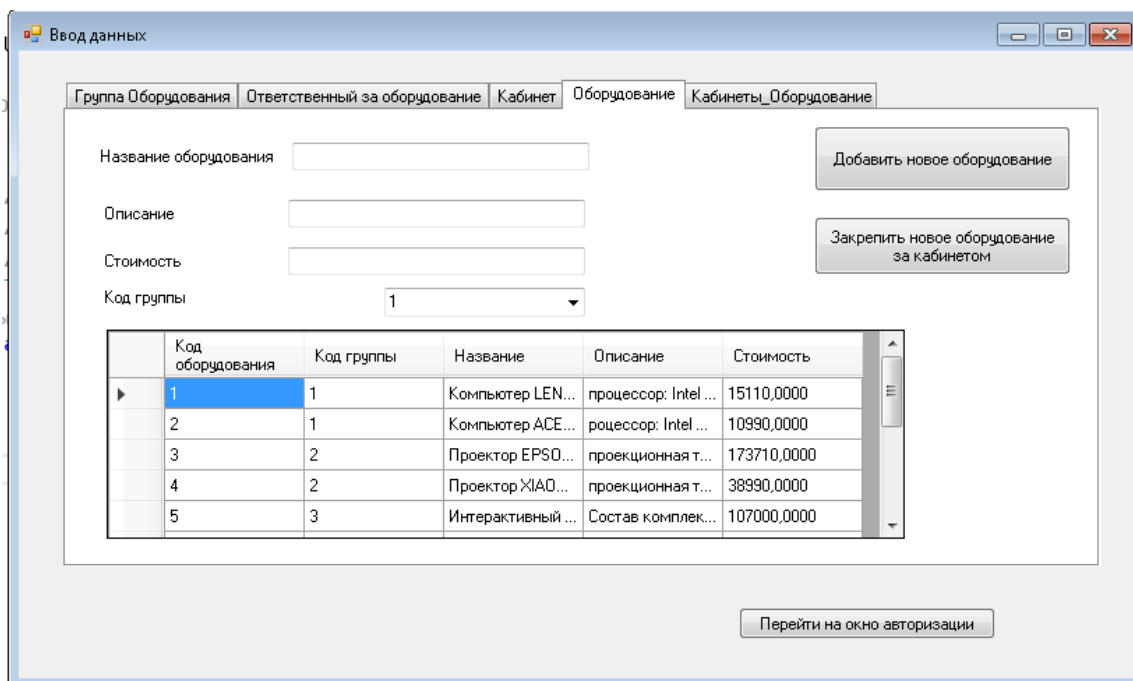 Ввод данных
Группа Оборудования Ответственный за оборудование Кабинет Оборудование Кабинеты_Оборудование
Название оборудования
Добавить новое оборудование
Описание
Закрепить новое оборудование
за кабинетом
Стоимость
Код группы 1
Код
оборудования Код группы Название Описание Стоимость
1 1 Компьютер LEN... процессор: Intel ... 15110,0000
2 1 Компьютер ACE... роцессор: Intel ... 10990,0000
3 2 Проектор EPSO... проекционная т... 173710,0000
4 2 Проектор XIAO... проекционная т... 38990,0000
5 3 Интерактивный ... Состав комплек... 107000,0000
Перейти на окно авторизации